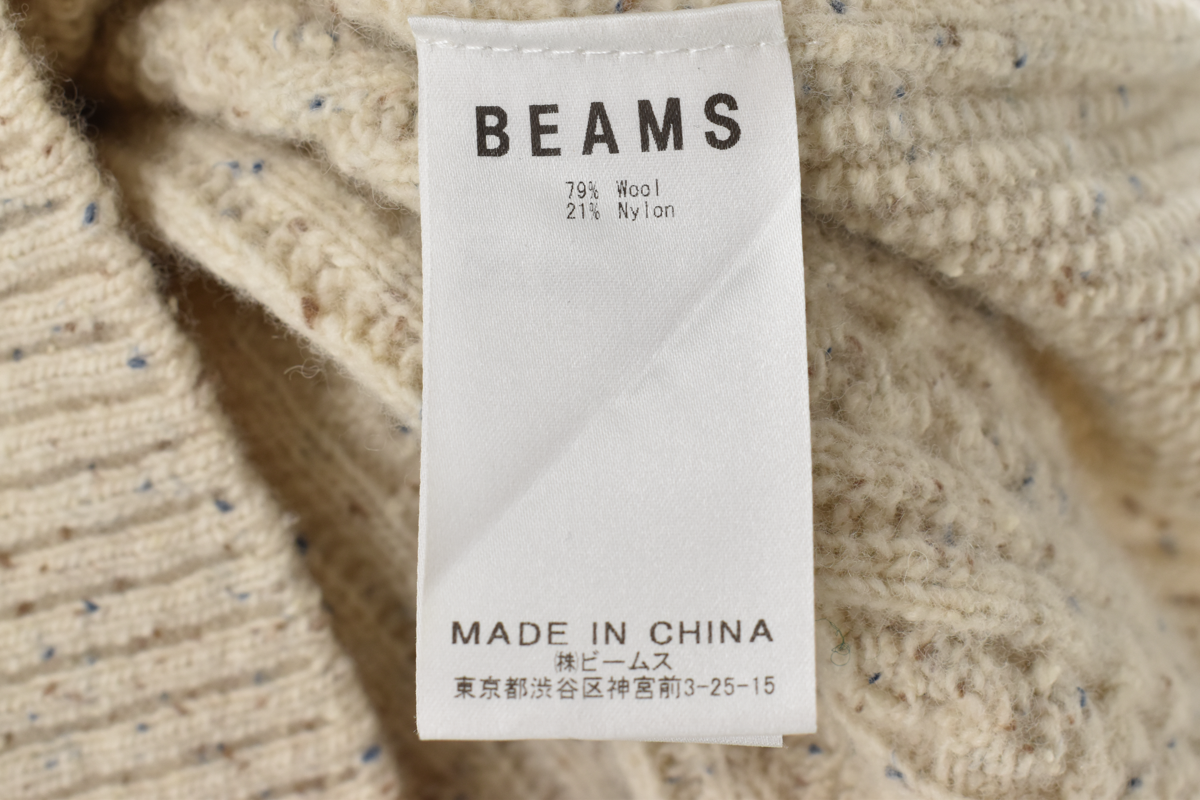 BEAMS
79% Wool
21% Nylon
MADE IN CHINA
㈱ビームス
東京都渋谷区神宮前3-25-15